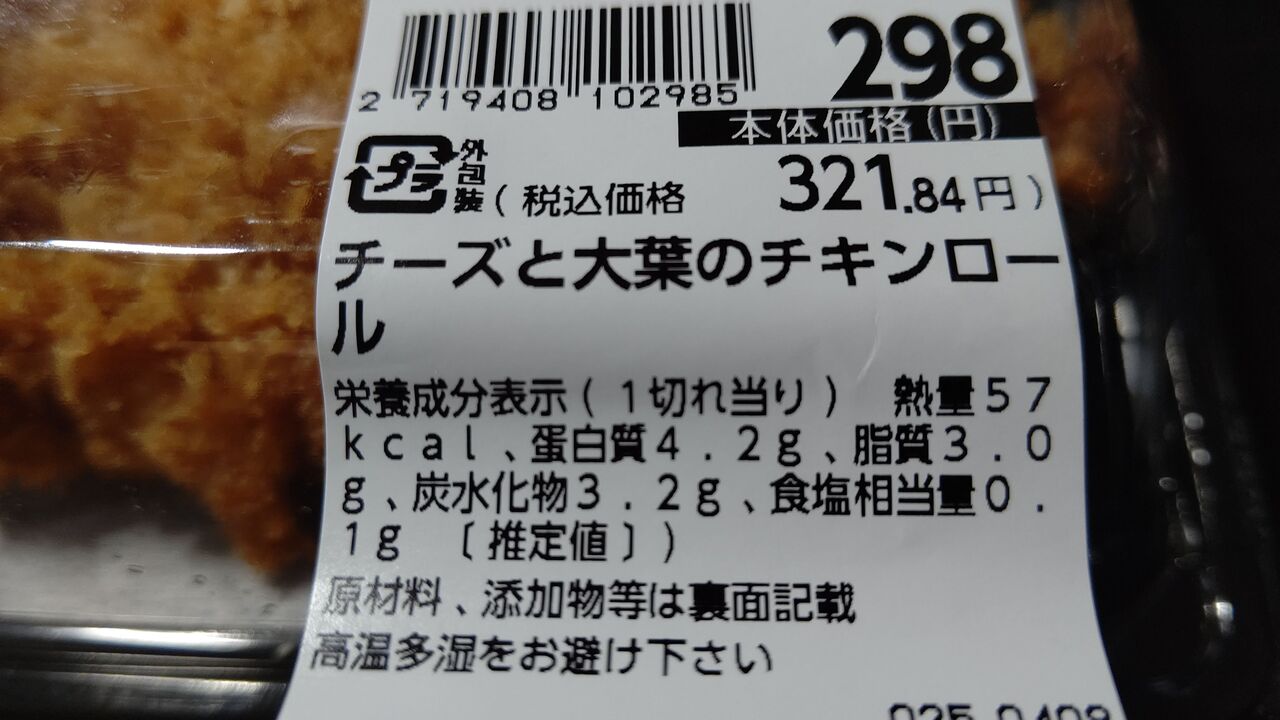 298
2 719408 102985
本体価格(円)
プラ 外包装
(税込価格 321.84円)
チーズと大葉のチキンロー
ル
栄養成分表示(1切れ当り) 熱量57
kcal、蛋白質4.2g、脂質3.0
g、炭水化物3.2g、食塩相当量0.
1g 〔推定値〕)
原材料、添加物等は裏面記載
高温多湿をお避け下さい